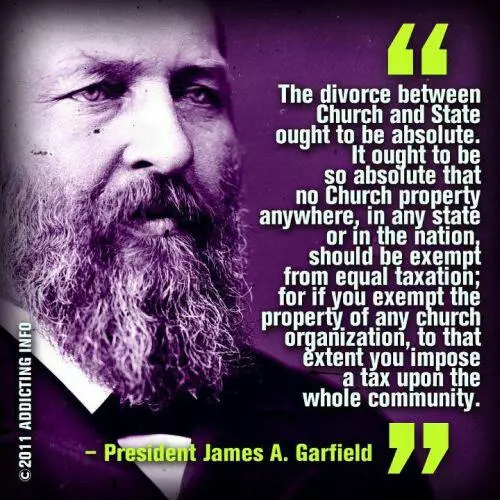 “
The divorce between
Church and State
ought to be absolute.
It ought to be
so absolute that
no Church property
anywhere, in any state
or in the nation,
should be exempt
from equal taxation;
for if you exempt the
property of any church
organization, to that
extent you impose
a tax upon the
whole community.
”
– President James A. Garfield
©2011 ADDICTING INFO